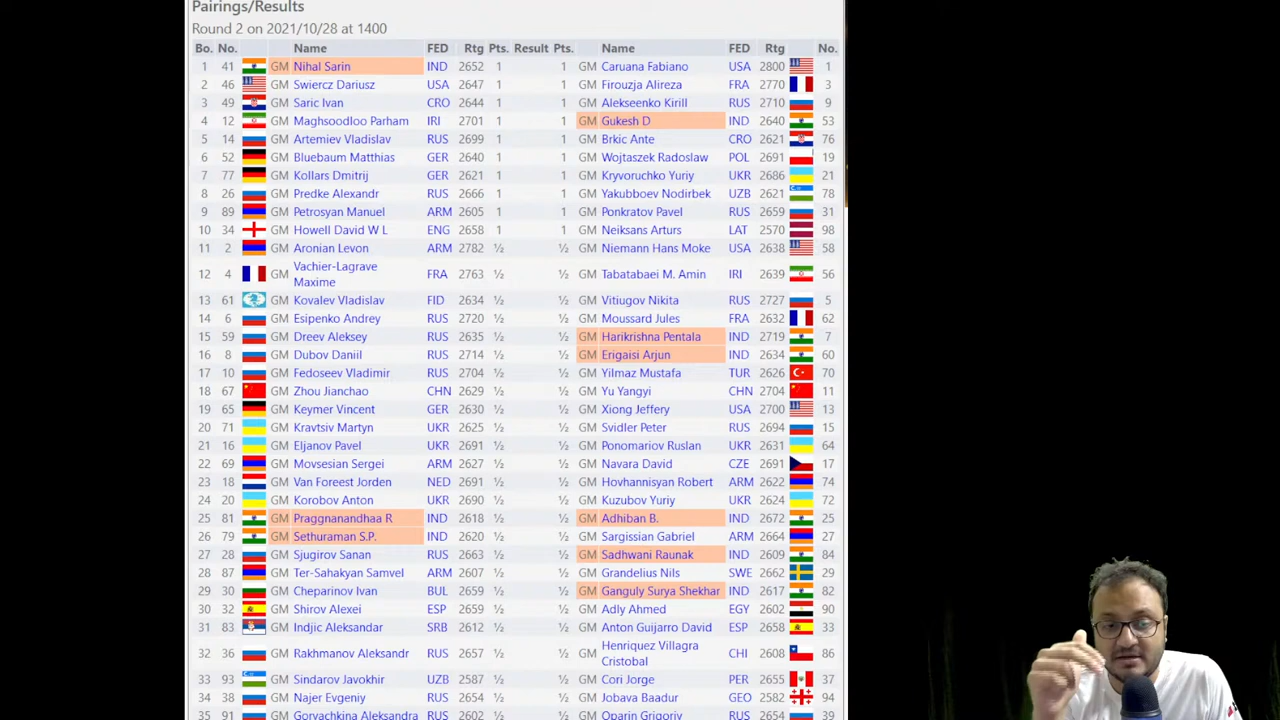 Pairings/Results
Round 2 on 2021/10/28 at 1400
Bo. No. Name FED Rtg Pts. Result Pts. Name FED Rtg No.
1 41 GM Nihal Sarin IND 2652 1 1 GM Caruana Fabiano USA 2800 1
2 46 GM Swiercz Dariusz USA 2647 1 1 GM Firouzja Alireza FRA 2770 3
3 49 GM Saric Ivan CRO 2644 1 1 GM Alekseenko Kirill RUS 2710 9
4 12 GM Maghsoodloo Parham IRI 2701 1 1 GM Gukesh D IND 2640 53
5 14 GM Artemiev Vladislav RUS 2699 1 1 GM Brkic Ante CRO 2621 76
6 52 GM Bluebaum Matthias GER 2640 1 1 GM Wojtaszek Radoslaw POL 2691 19
7 77 GM Kollars Dmitrij GER 2621 1 1 GM Kryvoruchko Yuriy UKR 2686 21
8 26 GM Predke Alexandr RUS 2666 1 1 GM Yakubboev Nodirbek UZB 2621 78
9 89 GM Petrosyan Manuel ARM 2605 1 1 GM Ponkratov Pavel RUS 2659 31
10 34 GM Howell David W L ENG 2658 1 1 GM Neiksans Arturs LAT 2570 98
11 2 GM Aronian Levon ARM 2782 ½ ½ GM Niemann Hans Moke USA 2638 58
12 4 GM Vachier-Lagrave Maxime FRA 2763 ½ ½ GM Tabatabaei M. Amin IRI 2639 56
13 61 GM Kovalev Vladislav FID 2634 ½ ½ GM Vitiugov Nikita RUS 2727 5
14 6 GM Esipenko Andrey RUS 2720 ½ ½ GM Moussard Jules FRA 2632 62
15 59 GM Dreev Aleksey RUS 2635 ½ ½ GM Harikrishna Pentala IND 2719 7
16 8 GM Dubov Daniil RUS 2714 ½ ½ GM Erigaisi Arjun IND 2634 60
17 10 GM Fedoseev Vladimir RUS 2704 ½ ½ GM Yilmaz Mustafa TUR 2626 70
18 67 GM Zhou Jianchao CHN 2629 ½ ½ GM Yu Yangyi CHN 2704 11
19 65 GM Keymer Vincent GER 2630 ½ ½ GM Xiong Jeffery USA 2700 13
20 71 GM Kravtsiv Martyn UKR 2625 ½ ½ GM Svidler Peter RUS 2694 15
21 16 GM Eljanov Pavel UKR 2691 ½ ½ GM Ponomariov Ruslan UKR 2631 64
22 69 GM Movsesian Sergei ARM 2627 ½ ½ GM Navara David CZE 2691 17
23 18 GM Van Foreest Jorden NED 2691 ½ ½ GM Hovhannisyan Robert ARM 2622 74
24 20 GM Korobov Anton UKR 2690 ½ ½ GM Kuzubov Yuriy UKR 2624 72
25 81 GM Praggnanandhaa R IND 2618 ½ ½ GM Adhiban B. IND 2672 25
26 79 GM Sethuraman S.P. IND 2620 ½ ½ GM Sargissian Gabriel ARM 2664 27
27 28 GM Sjugirov Sanan RUS 2663 ½ ½ GM Sadhwani Raunak IND 2609 84
28 87 GM Ter-Sahakyan Samvel ARM 2607 ½ ½ GM Grandelius Nils SWE 2662 29
29 30 GM Cheparinov Ivan BUL 2659 ½ ½ GM Ganguly Surya Shekhar IND 2617 82
30 32 GM Shirov Alexei ESP 2659 ½ ½ GM Adly Ahmed EGY 2602 90
31 83 GM Indjic Aleksandar SRB 2612 ½ ½ GM Anton Guijarro David ESP 2658 33
32 36 GM Rakhmanov Aleksandr RUS 2657 ½ ½ GM Henriquez Villagra Cristobal CHI 2608 86
33 93 GM Sindarov Javokhir UZB 2587 ½ ½ GM Cori Jorge PER 2655 37
34 38 GM Najer Evgeniy RUS 2654 ½ ½ GM Jobava Baadur GEO 2582 94
35 91 GM Goryachkina Aleksandra RUS 2602 ½ ½ GM Oparin Grigoriy RUS 2654 39